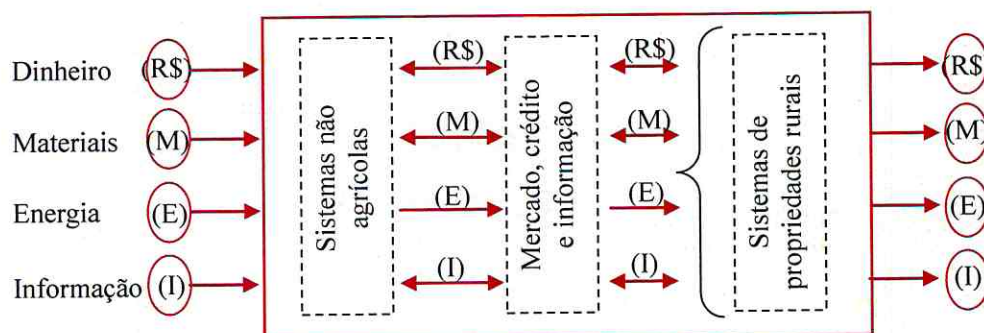 Dinheiro (R$) (R$) (R$) (R$)
Materiais (M) (M) (M) (M)
Energia (E) (E) (E) (E)
Informação (I) (I) (I) (I)
Sistemas não
agrícolas
Mercado, crédito
e informação
Sistemas de
propriedades rurais